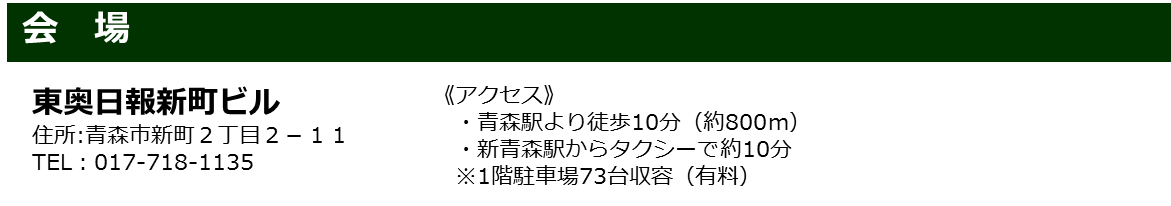 会　場
東奥日報新町ビル
住所:青森市新町２丁目２－１１
TEL：017-718-1135
《アクセス》
・青森駅より徒歩10分（約800m）
・新青森駅からタクシーで約10分
※1階駐車場73台収容（有料）